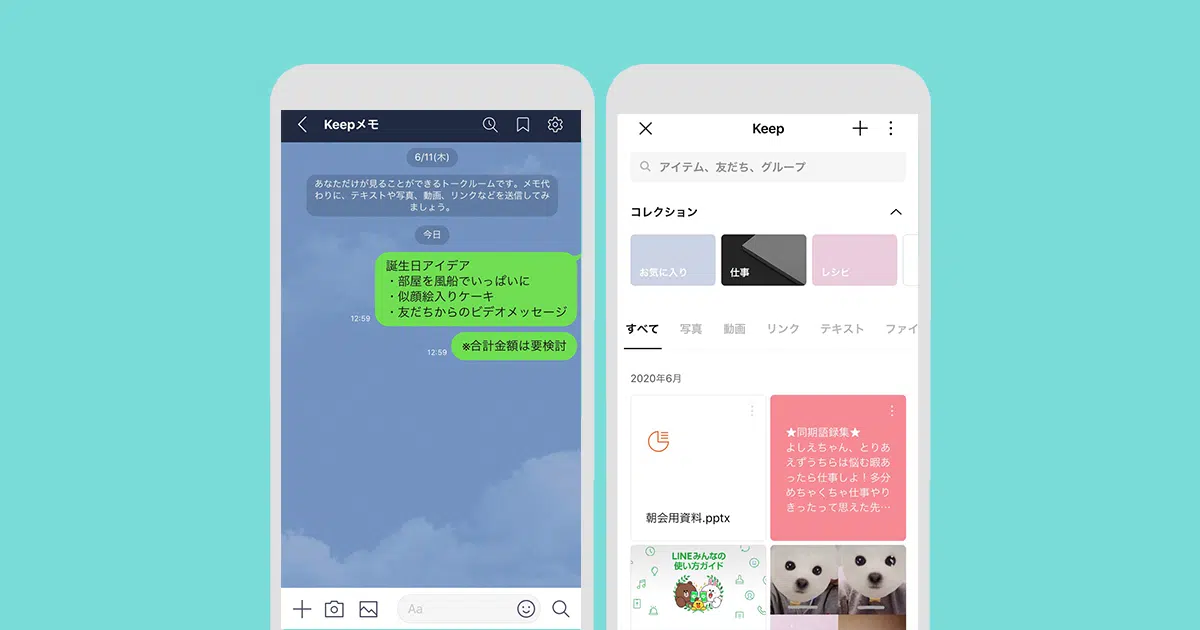 Keepメモ
6/11(木)
あなただけが見ることができるトークルームです。メモ代
わりに、テキストや写真、動画、リンクなどを送信してみ
ましょう。
今日
誕生日アイデア
・部屋を風船でいっぱいに
・似顔絵入りケーキ
・友だちからのビデオメッセージ
12:59
※合計金額は要検討
12:59
Aa
Keep
アイテム、友だち、グループ
コレクション
お気に入り
仕事
レシピ
すべて 写真 動画 リンク テキスト ファイ
2020年6月
朝会用資料.pptx
★同期語録集★
よしえちゃん、とりあ
えずうちらは悩む暇あ
ったら仕事しよ！多分
めちゃくちゃ仕事やり
きったって思えた先…
LINEみんなの
使い方ガイド